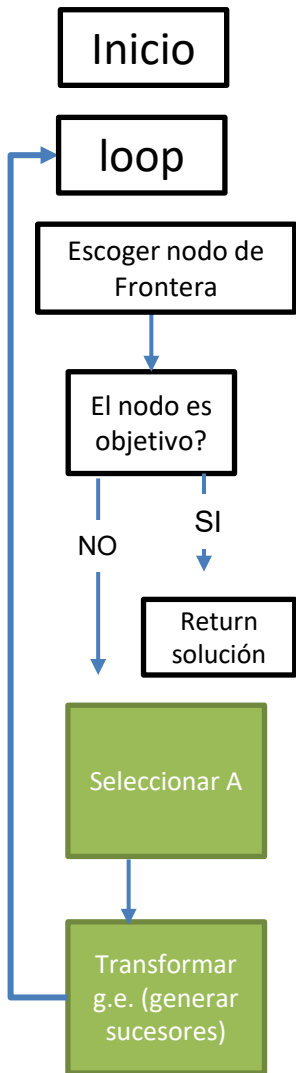 Inicio
loop
Escoger nodo de
Frontera
El nodo es
objetivo?
SI
NO
Return
solución
Seleccionar A
Transformar
g.e. (generar
sucesores)